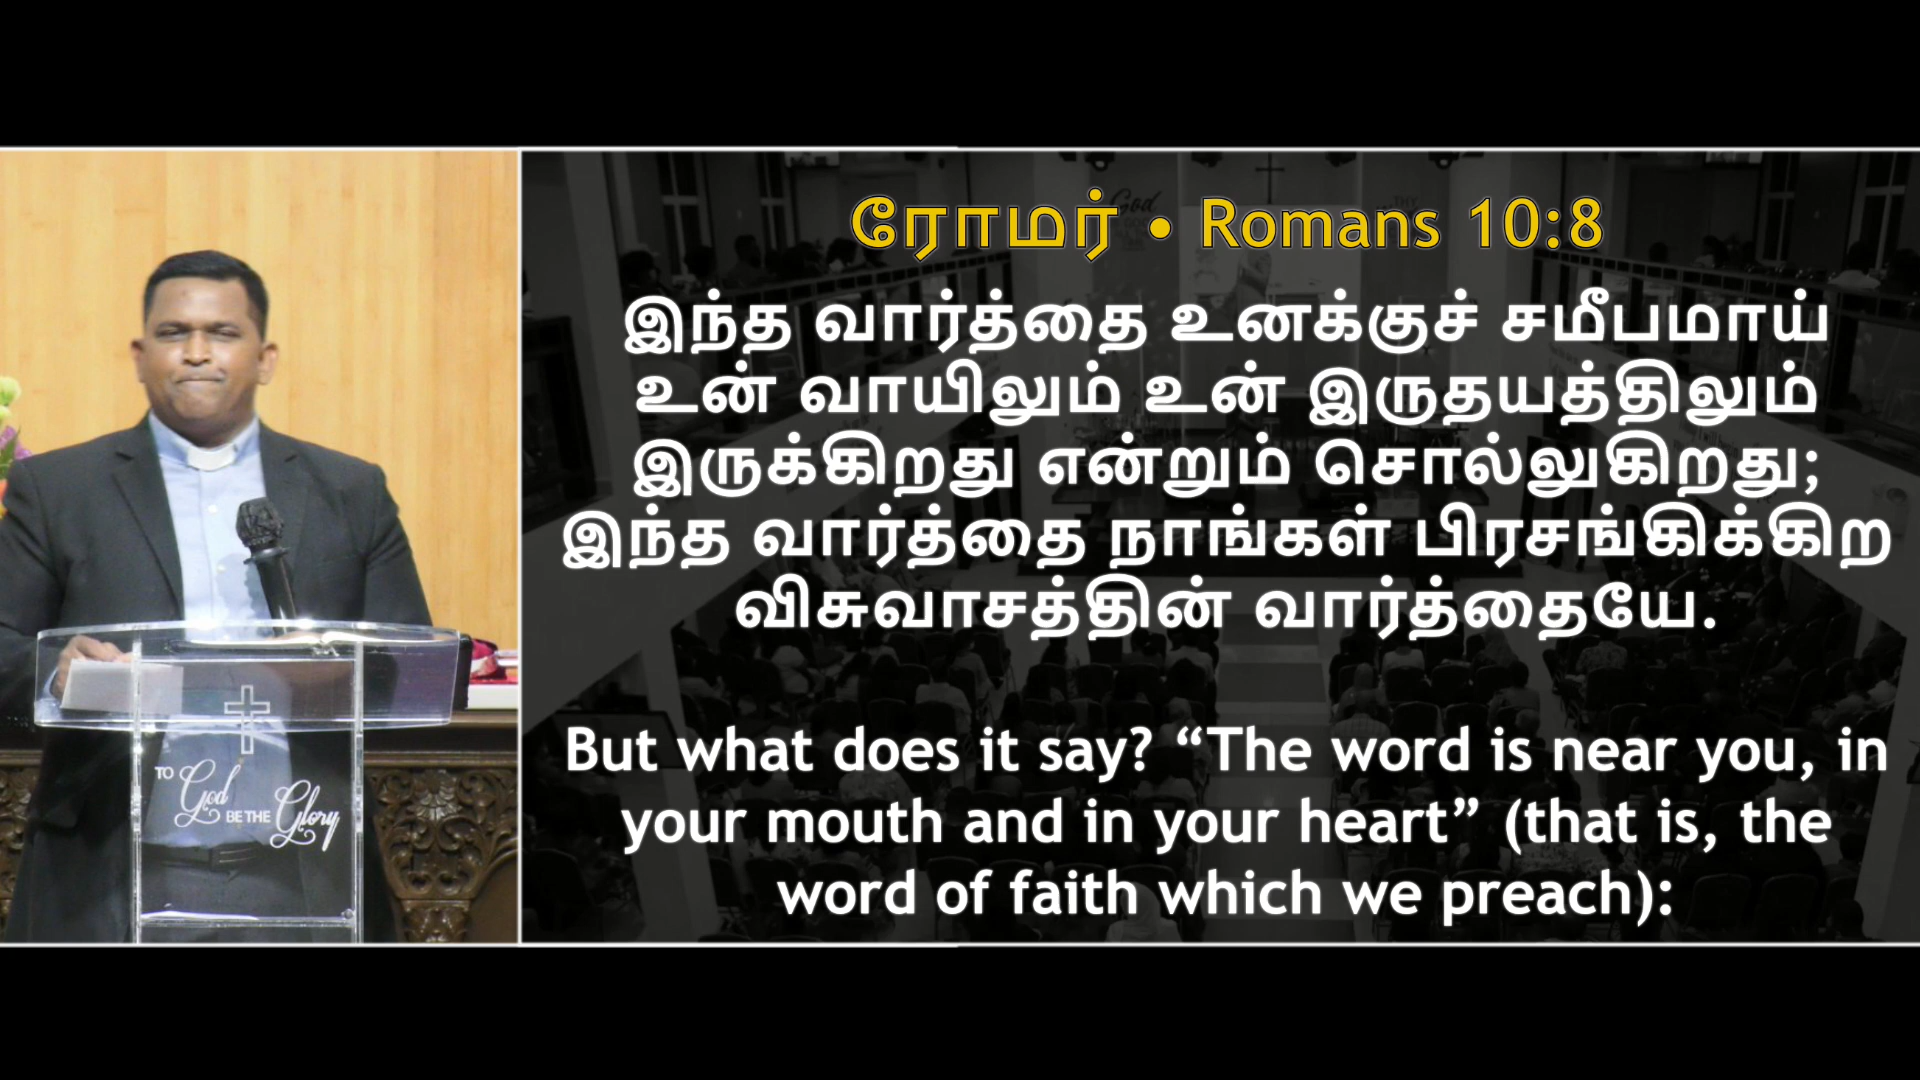 ரோமர் • Romans 10:8
இந்த வார்த்தை உனக்குச் சமீபமாய்
உன் வாயிலும் உன் இருதயத்திலும்
இருக்கிறது என்றும் சொல்லுகிறது;
இந்த வார்த்தை நாங்கள் பிரசங்கிக்கிற
விசுவாசத்தின் வார்த்தையே.
But what does it say? “The word is near you, in
your mouth and in your heart” (that is, the
word of faith which we preach):
TO God BE THE Glory
God